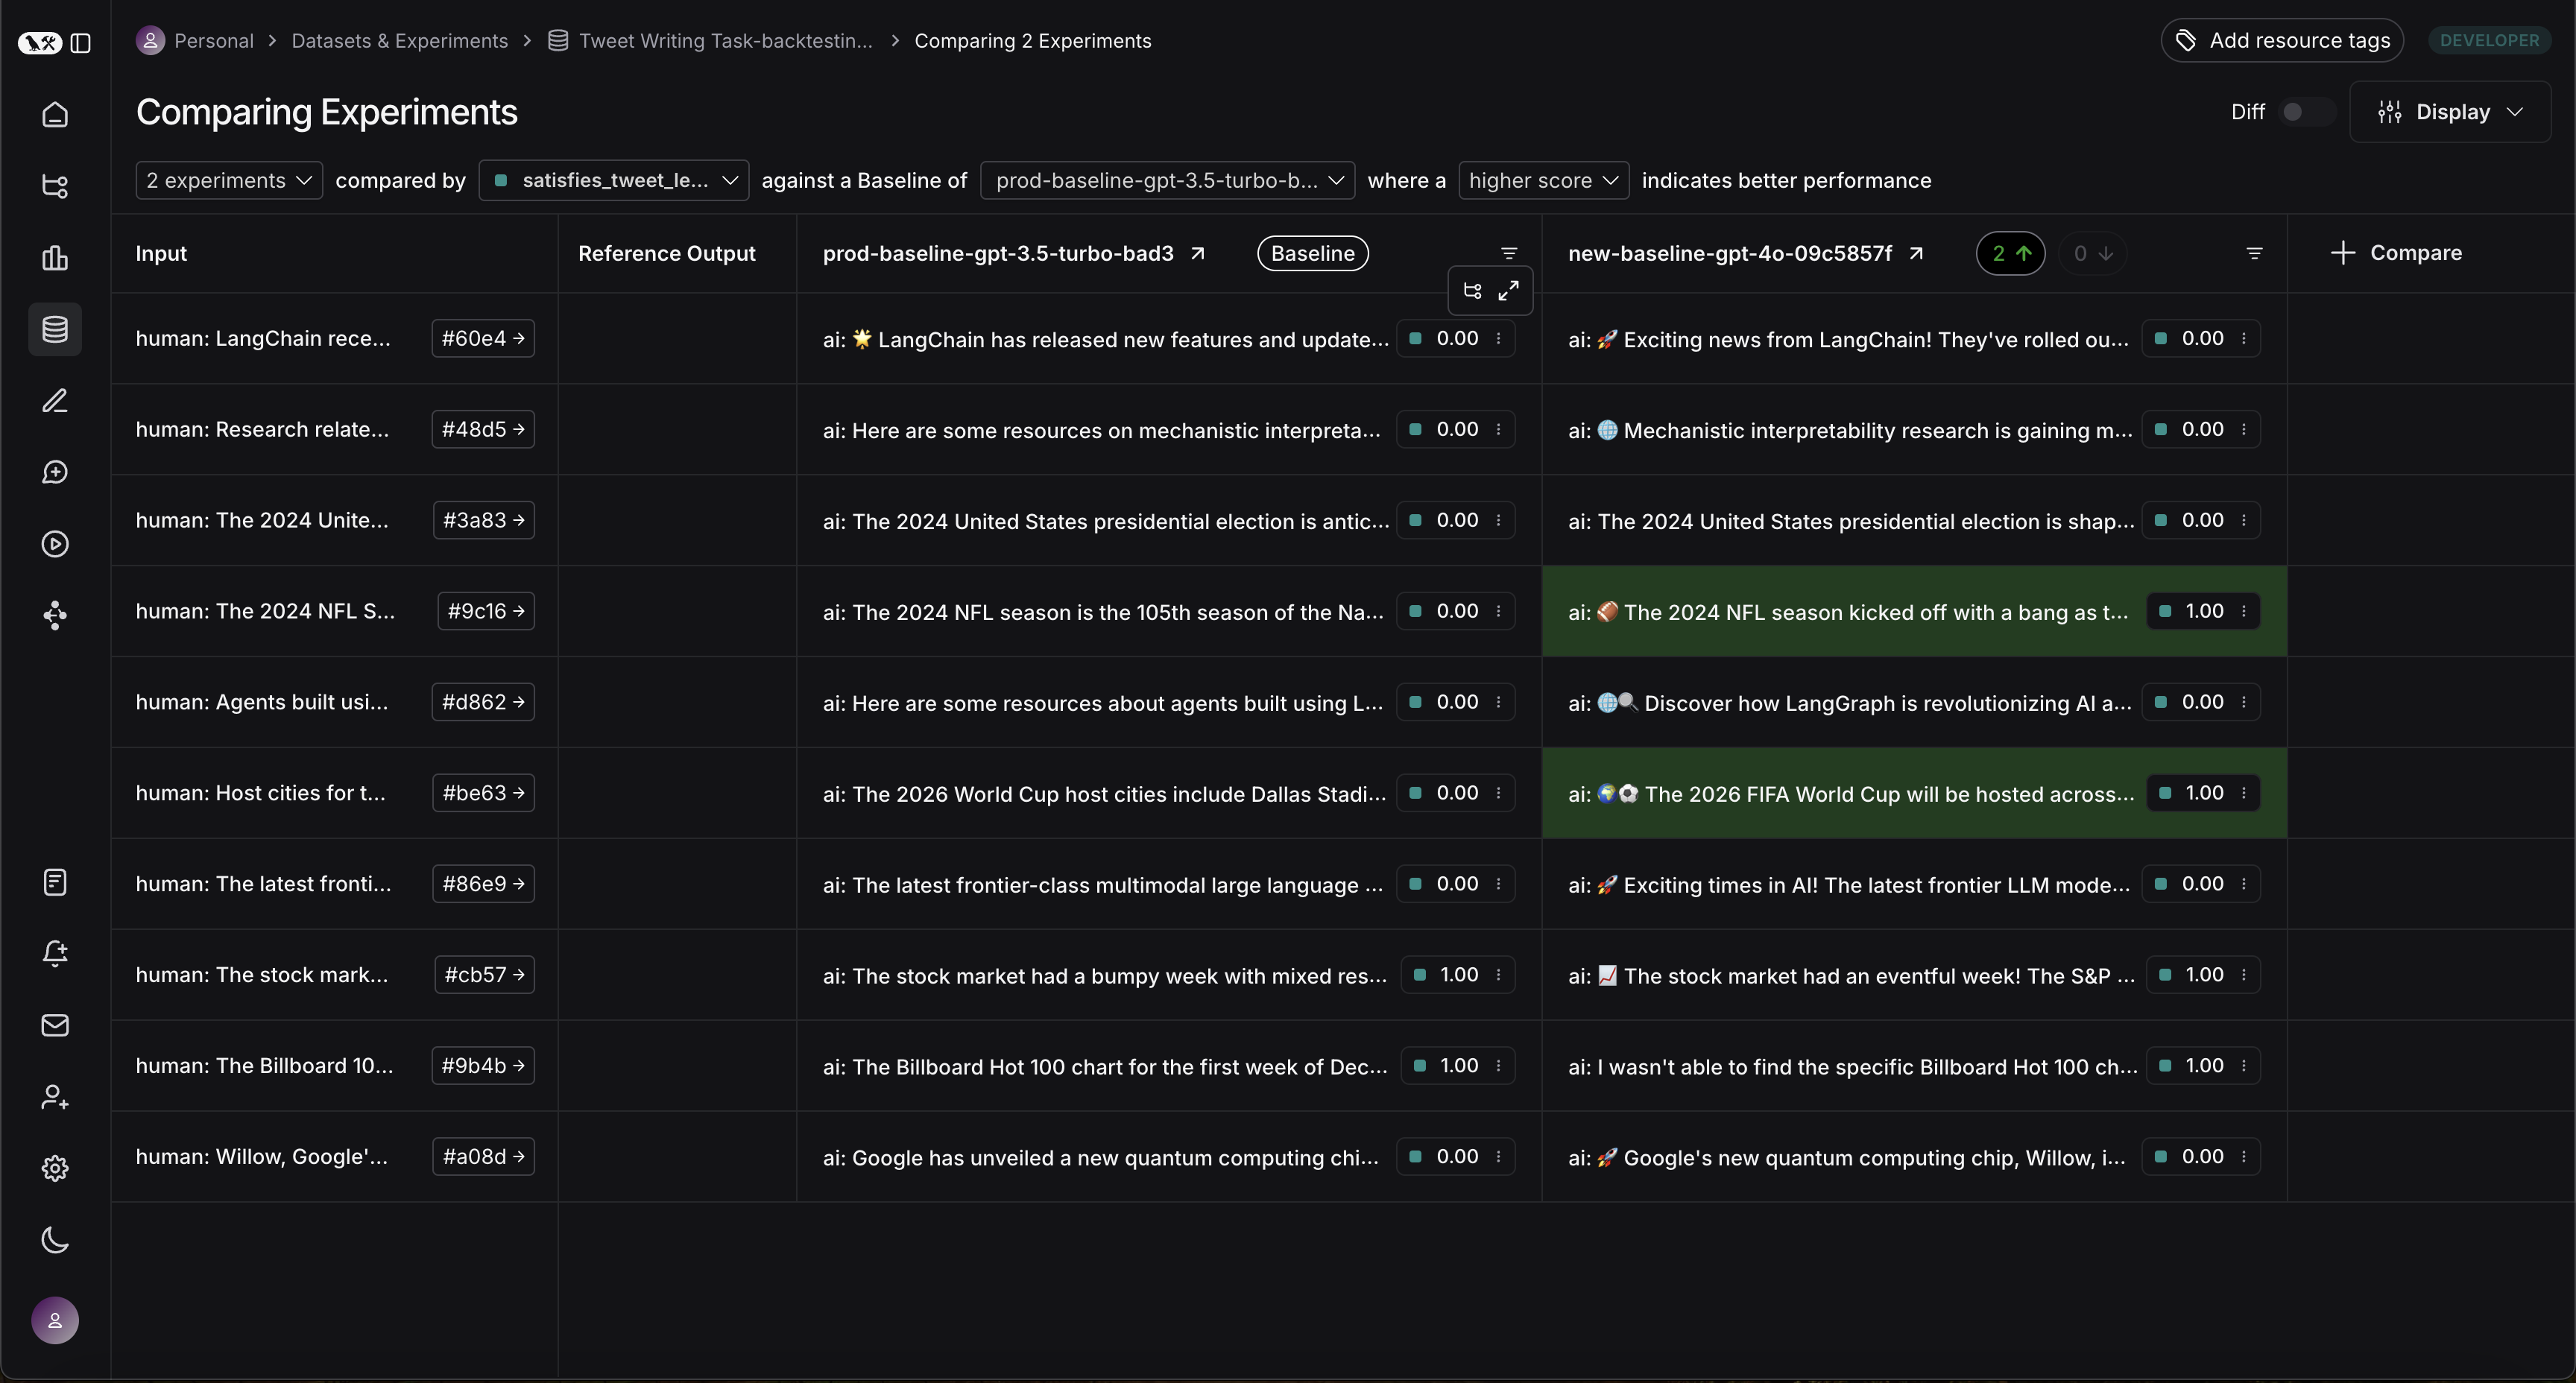 Personal > Datasets & Experiments > Tweet Writing Task-backtestin... > Comparing 2 Experiments Add resource tags DEVELOPER
Comparing Experiments Diff Display
2 experiments compared by satisfies_tweet_le... against a Baseline of prod-baseline-gpt-3.5-turbo-b... where a higher score indicates better performance
Input Reference Output prod-baseline-gpt-3.5-turbo-bad3 Baseline new-baseline-gpt-4o-09c5857f 2 0 Compare
human: LangChain rece... #60e4 ai: 🌟 LangChain has released new features and update... 0.00 ai: 🚀 Exciting news from LangChain! They've rolled ou... 0.00
human: Research relate... #48d5 ai: Here are some resources on mechanistic interpreta... 0.00 ai: 🌐 Mechanistic interpretability research is gaining m... 0.00
human: The 2024 Unite... #3a83 ai: The 2024 United States presidential election is antic... 0.00 ai: The 2024 United States presidential election is shap... 0.00
human: The 2024 NFL S... #9c16 ai: The 2024 NFL season is the 105th season of the Na... 0.00 ai: 🏈 The 2024 NFL season kicked off with a bang as t... 1.00
human: Agents built usi... #d862 ai: Here are some resources about agents built using L... 0.00 ai: 🌐🔍 Discover how LangGraph is revolutionizing AI a... 0.00
human: Host cities for t... #be63 ai: The 2026 World Cup host cities include Dallas Stadi... 0.00 ai: 🌍⚽ The 2026 FIFA World Cup will be hosted across... 1.00
human: The latest fronti... #86e9 ai: The latest frontier-class multimodal large language ... 0.00 ai: 🚀 Exciting times in AI! The latest frontier LLM mode... 0.00
human: The stock mark... #cb57 ai: The stock market had a bumpy week with mixed res... 1.00 ai: 📈 The stock market had an eventful week! The S&P ... 1.00
human: The Billboard 10... #9b4b ai: The Billboard Hot 100 chart for the first week of Dec... 1.00 ai: I wasn't able to find the specific Billboard Hot 100 ch... 1.00
human: Willow, Google'... #a08d ai: Google has unveiled a new quantum computing chi... 0.00 ai: 🚀 Google's new quantum computing chip, Willow, i... 0.00